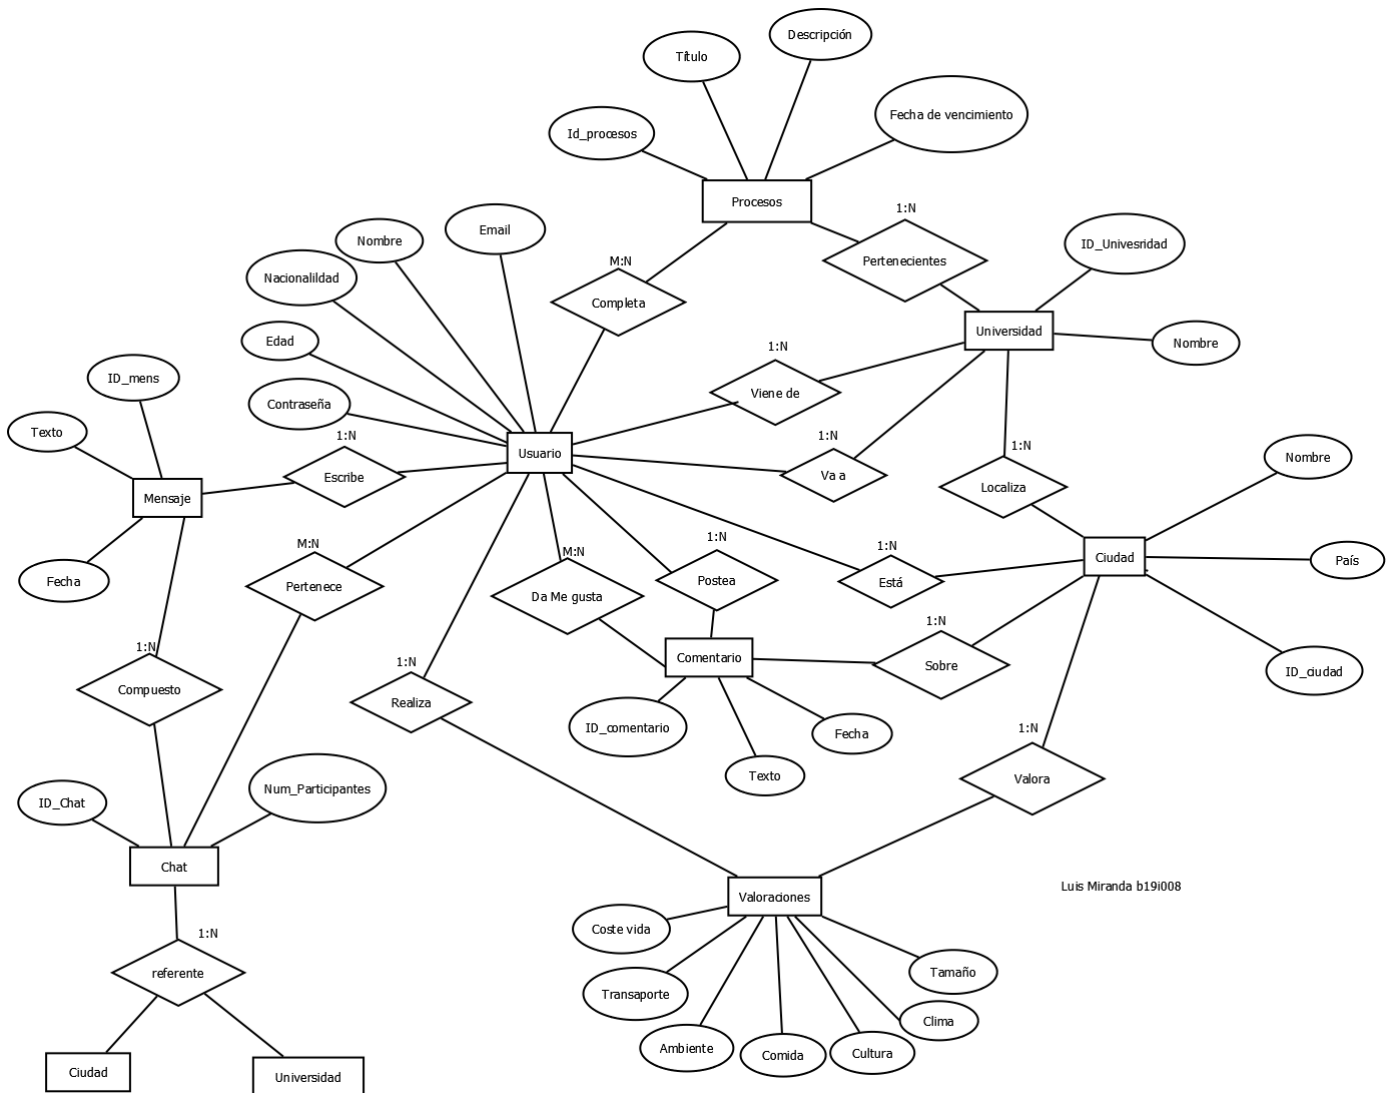 Descripción
Título
Fecha de vencimiento
Id_procesos
Procesos
1:N
ID_Univesridad
Email
Nombre
Pertenecientes
M:N
Nacionalildad
Completa
Universidad
Edad
Nombre
1:N
ID_mens
Viene de
Contraseña
Texto
1:N
1:N
1:N
Usuario
Nombre
Escribe
Va a
Localiza
Mensaje
M:N
M:N
1:N
1:N
Ciudad
País
Fecha
Pertenece
Postea
Está
Da Me gusta
1:N
1:N
Comentario
Sobre
1:N
ID_ciudad
Compuesto
Realiza
ID_comentario
Fecha
1:N
Texto
Valora
Num_Participantes
ID_Chat
Chat
Luis Miranda b19i008
Valoraciones
Coste vida
1:N
referente
Tamaño
Transaporte
Clima
Ambiente
Comida
Cultura
Ciudad
Universidad